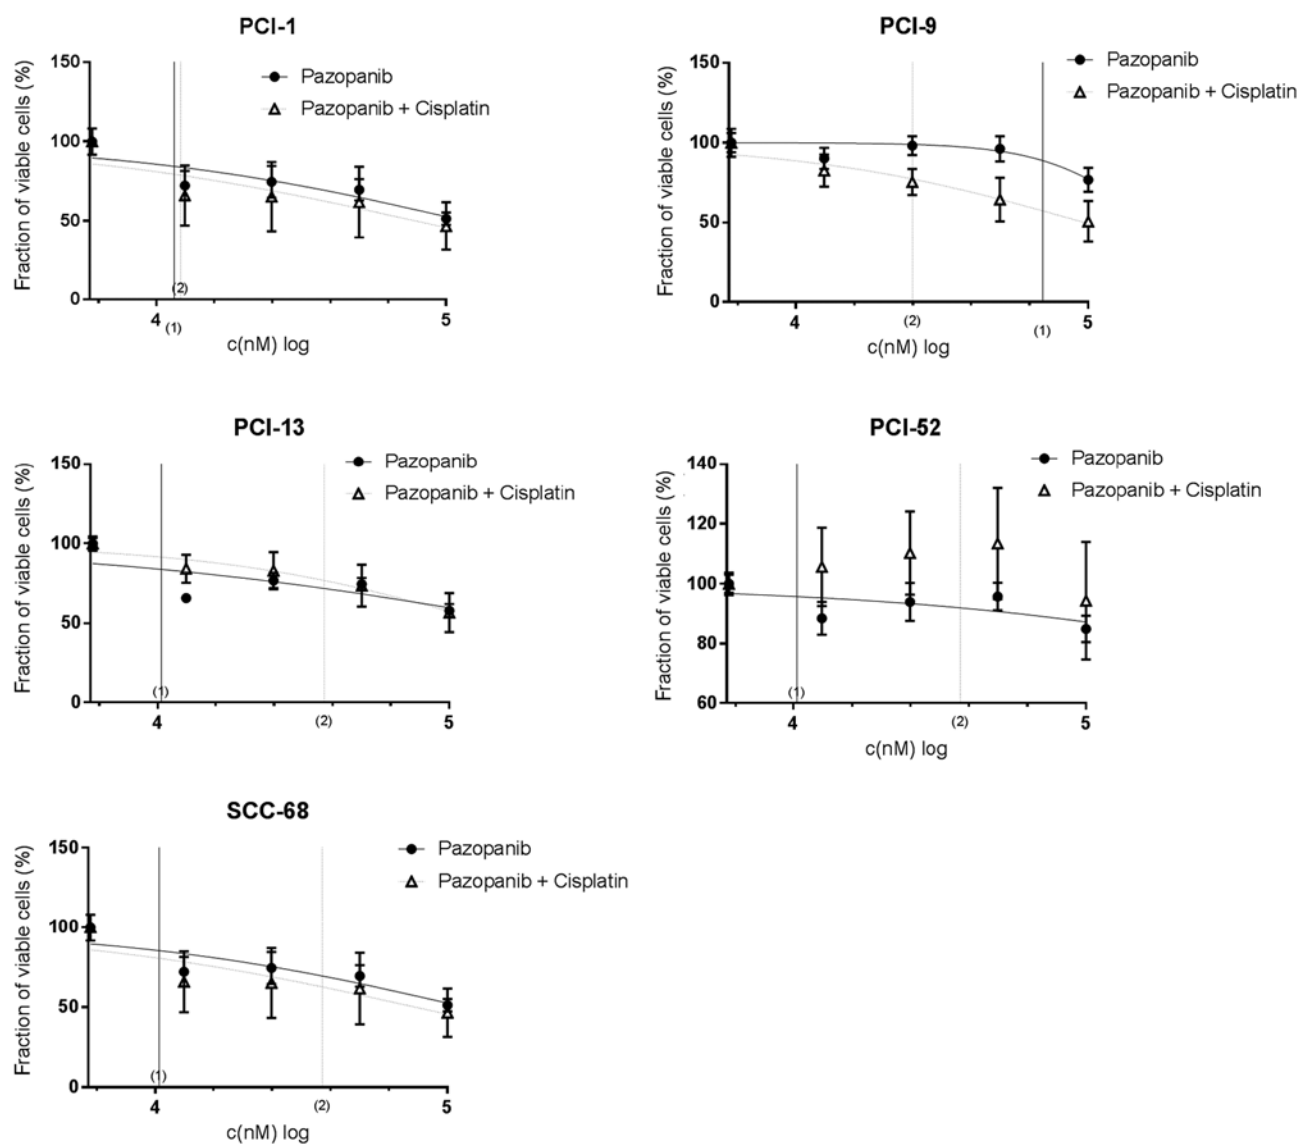 PCI-1
Pazopanib
Pazopanib + Cisplatin
Fraction of viable cells (%)
150
100
50
0
(2)
4
(1)
5
c(nM) log
PCI-9
Pazopanib
Pazopanib + Cisplatin
Fraction of viable cells (%)
150
100
50
0
4
(2)
(1)
5
c(nM) log
PCI-13
Pazopanib
Pazopanib + Cisplatin
Fraction of viable cells (%)
150
100
50
0
(1)
4
(2)
5
c(nM) log
PCI-52
Pazopanib
Pazopanib + Cisplatin
Fraction of viable cells (%)
140
120
100
80
60
(1)
4
(2)
5
c(nM) log
SCC-68
Pazopanib
Pazopanib + Cisplatin
Fraction of viable cells (%)
150
100
50
0
(1)
4
(2)
5
c(nM) log